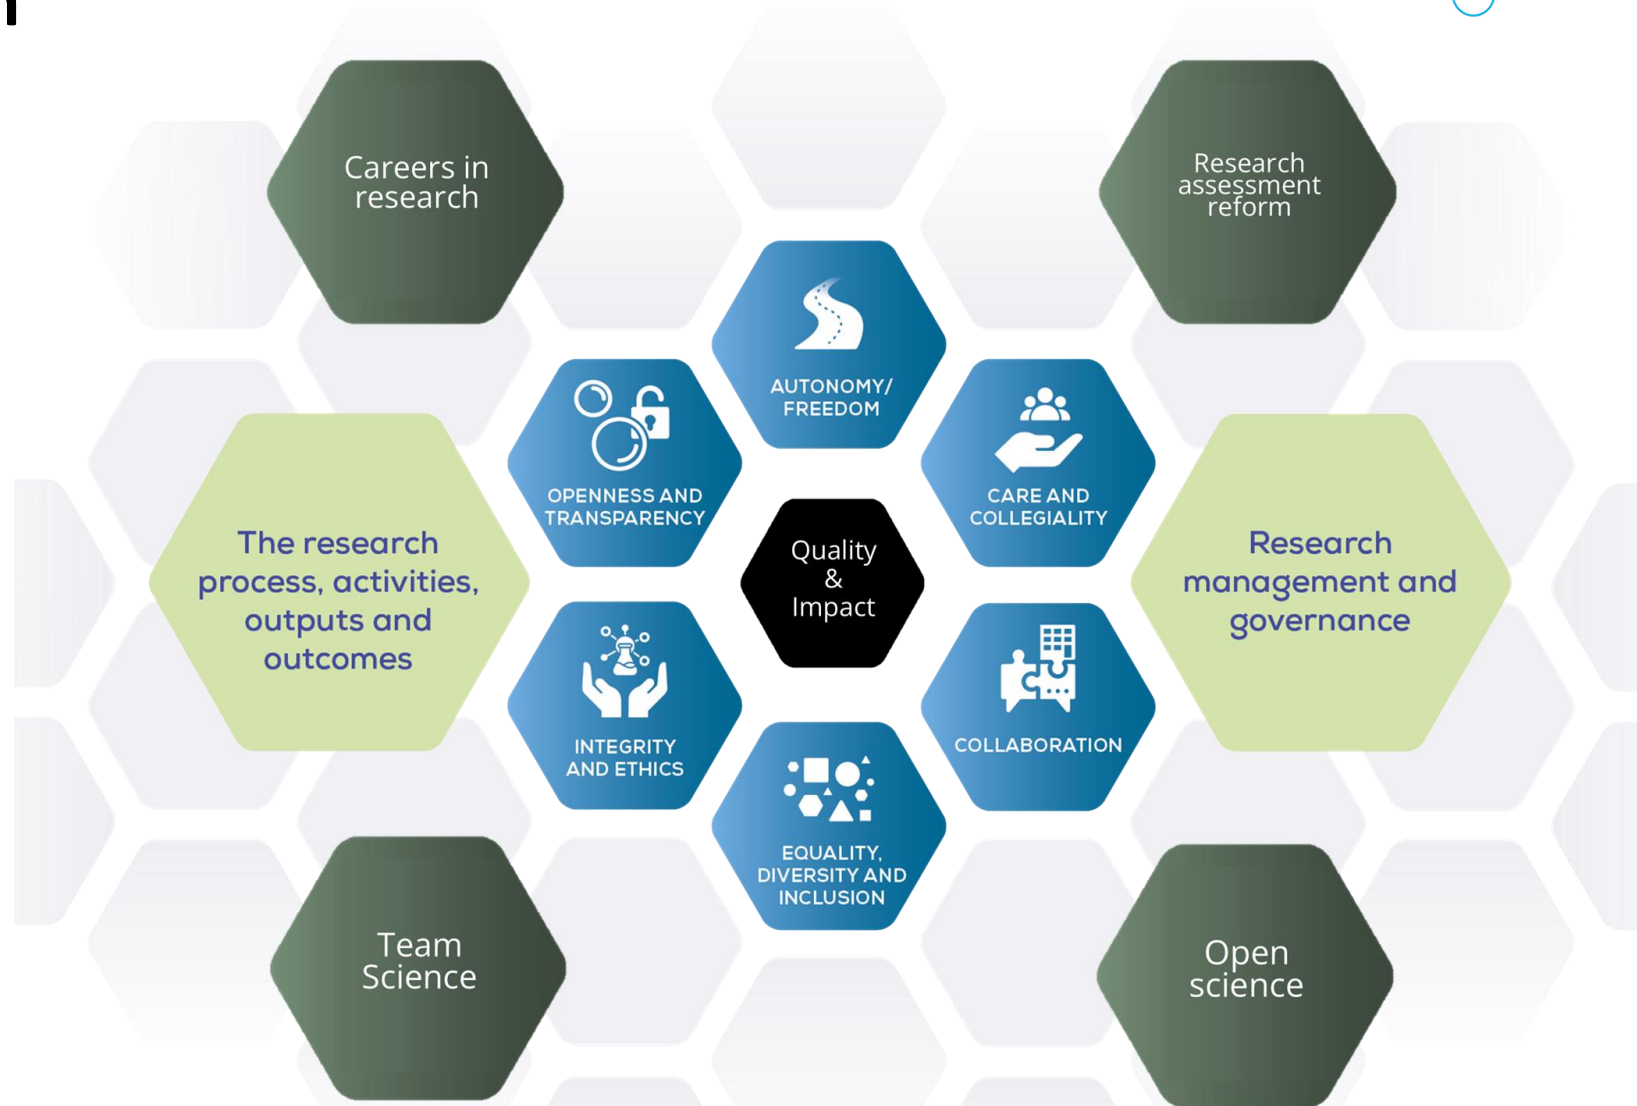 Careers in
research
Research
assessment
reform
AUTONOMY/
FREEDOM
OPENNESS AND
TRANSPARENCY
CARE AND
COLLEGIALITY
Quality
&
Impact
The research
process, activities,
outputs and
outcomes
Research
management and
governance
INTEGRITY
AND ETHICS
COLLABORATION
EQUALITY,
DIVERSITY AND
INCLUSION
Team
Science
Open
science